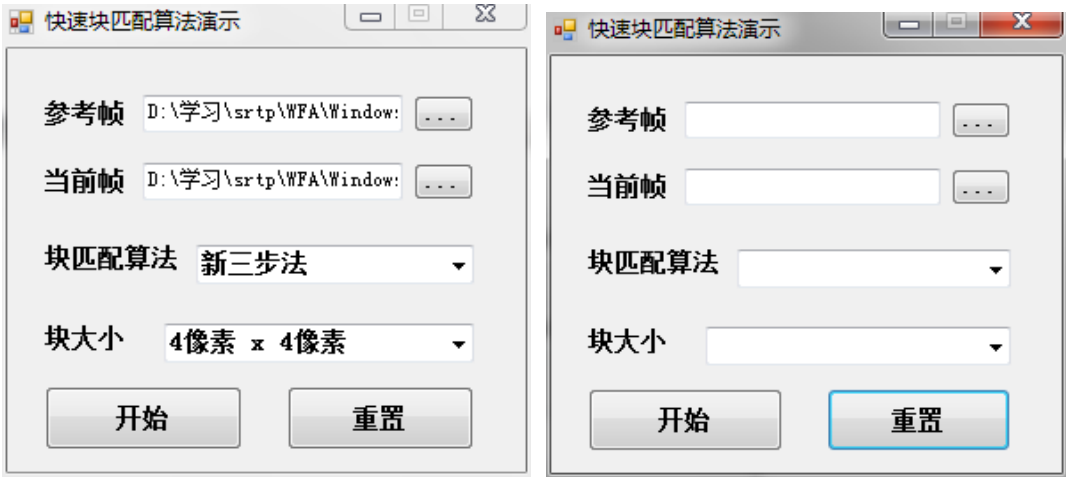 快速块匹配算法演示
参考帧 D:\学习\srtp\WFA\Window: ...
当前帧 D:\学习\srtp\WFA\Window: ...
块匹配算法 新三步法
块大小 4像素 x 4像素
开始 重置
快速块匹配算法演示
参考帧 ...
当前帧 ...
块匹配算法
块大小
开始 重置